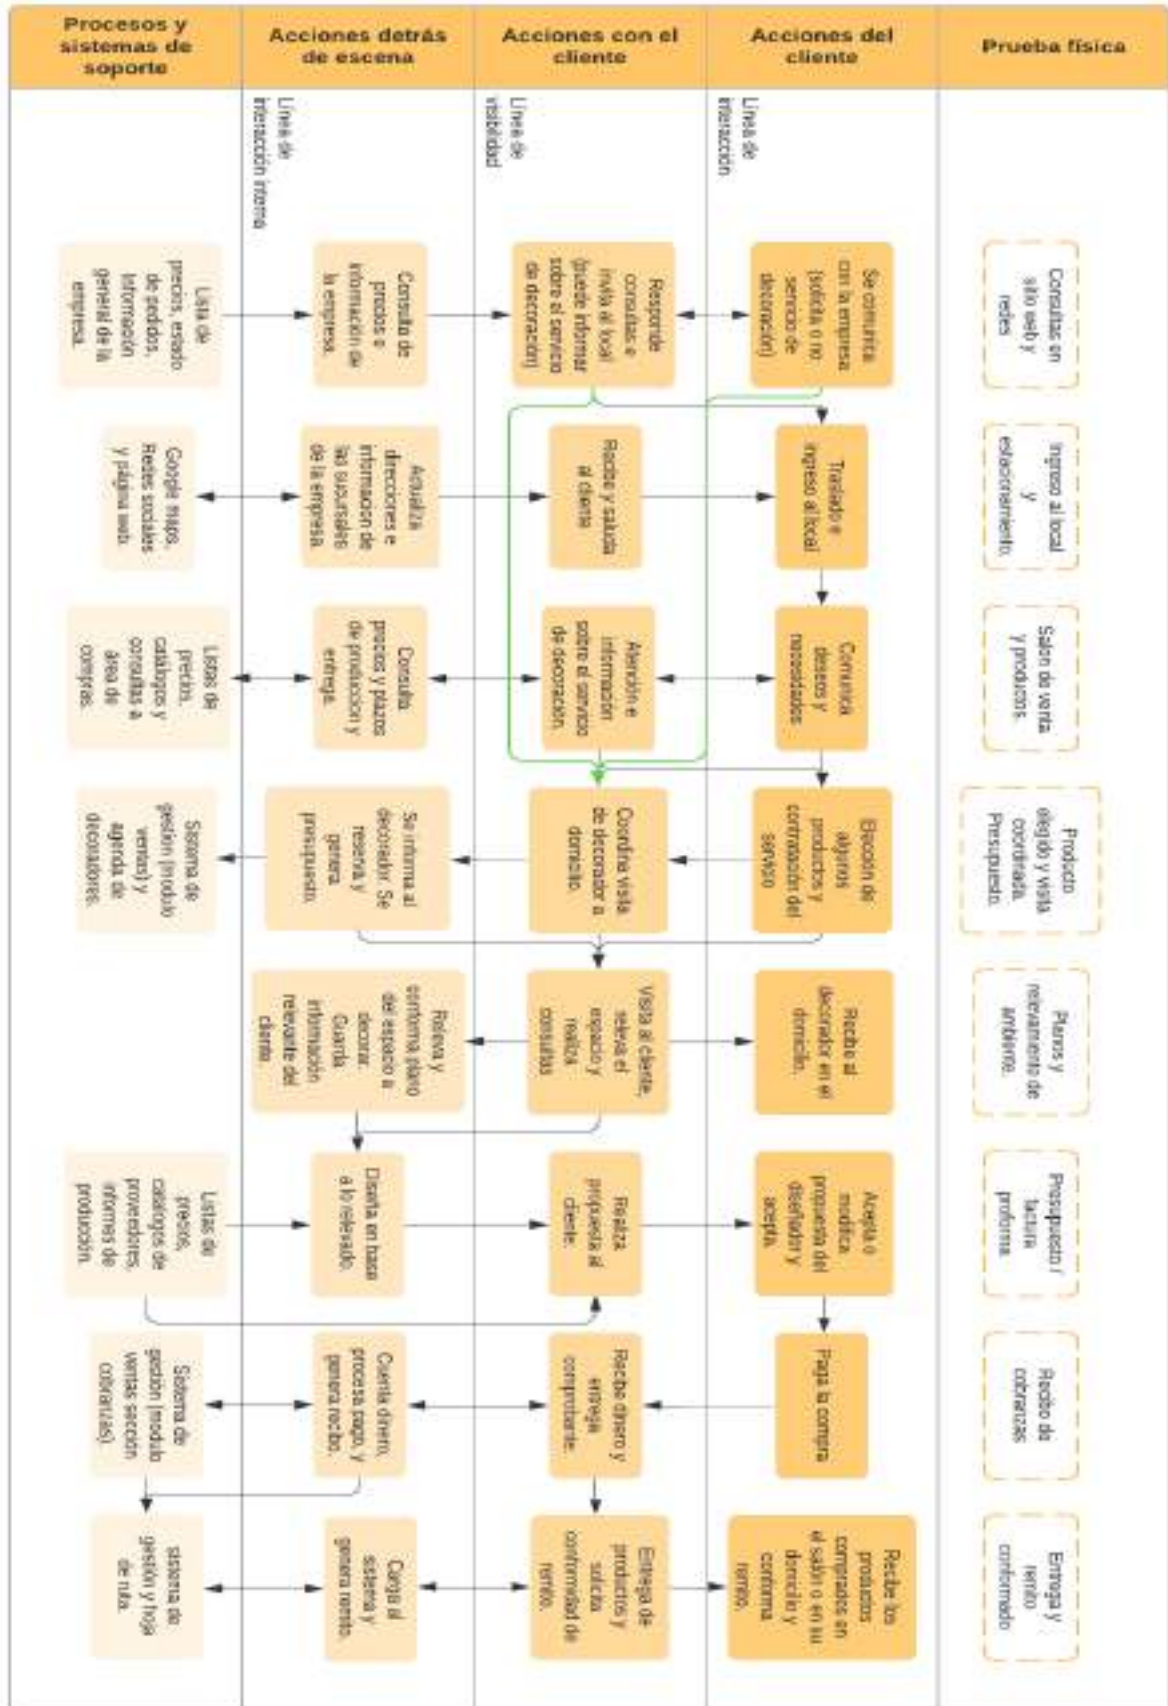 Procesos y
sistemas de
soporte
Acciones detrás
de escena
Acciones con el
cliente
Acciones del
cliente
Prueba física
Línea de
interacción interna
Línea de
visibilidad
Línea de
interacción
Lista de
precios, estado
de pedidos.
Información
general de la
empresa.
Consulta de
precios o
información de
la empresa.
Responde
consultas e
invita al local
(puede informar
sobre el servicio
de decoración)
Se comunica
con la empresa
(solicita o no
servicio de
decoración)
Consultas en
sitio web y
redes
Google maps.
Redes sociales
y página web.
Actualiza
direcciones e
información de
las sucursales
de la empresa.
Recibe y saluda
al cliente
Traslado e
ingreso al local
Ingreso al local
y
estacionamiento.
Listas de
precios,
catálogos y
consultas a
área de
compras.
Consulta
precios y plazos
de producción y
entrega.
Atención e
información
sobre el servicio
de decoración.
Comunica
deseos y
necesidades
Salón de venta
y productos.
Sistema de
gestión (modulo
ventas) y
agenda de
decoradores.
Se informa al
decorador. Se
reserva y
genera
presupuesto.
Coordina visita
de decorador a
domicilio.
Elección de
algunos
productos y
contratación del
servicio
Producto
elegido y visita
coordinada.
Presupuesto.
Releva y
conforma plano
del espacio a
decorar.
Guarda
información
relevante del
cliente.
Visita al cliente,
releva el
espacio y
realiza
consultas
Recibe al
decorador en el
domicilio.
Planos y
relevamiento de
ambiente.
Listas de
precios,
catálogos de
proveedores,
informes de
producción.
Diseña en base
a lo relevado.
Realiza
propuesta al
cliente.
Acepta o
modifica
propuesta del
diseñador y
acepta.
Presupuesto /
factura
proforma.
Sistema de
gestión (modulo
ventas sección
cobranzas).
Cuenta dinero,
procesa pago, y
genera recibo.
Recibe dinero y
entrega
comprobante.
Paga la compra
Recibo de
cobranzas
sistema de
gestión y hoja
de ruta.
Carga al
sistema y
genera remito.
Entrega de
productos y
solicita
conformidad de
remito.
Recibe los
productos
comprados en
el salón o en su
domicilio y
conforma
remito.
Entrega y
remito
conformado